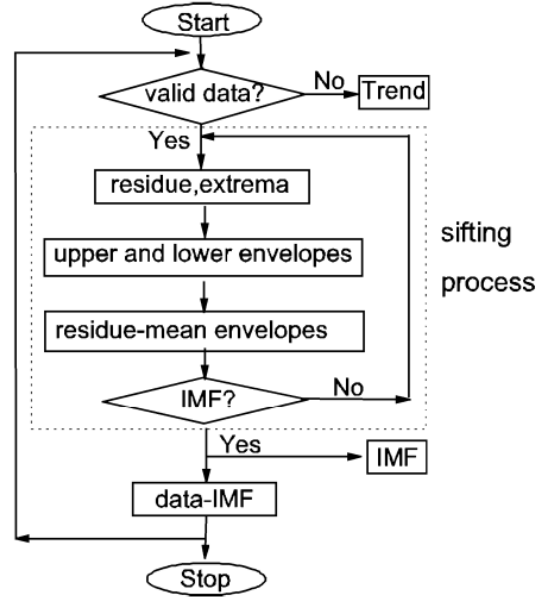 Start
valid data?
No
Trend
Yes
residue,extrema
sifting
upper and lower envelopes
process
residue-mean envelopes
IMF?
No
Yes
IMF
data-IMF
Stop